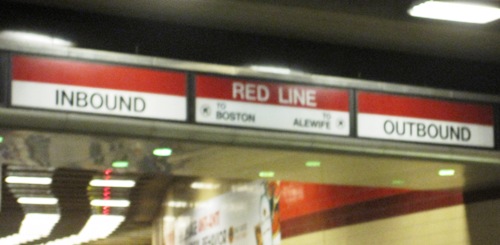 INBOUND
RED LINE
TO
BOSTON
TO
ALEWIFE
OUTBOUND